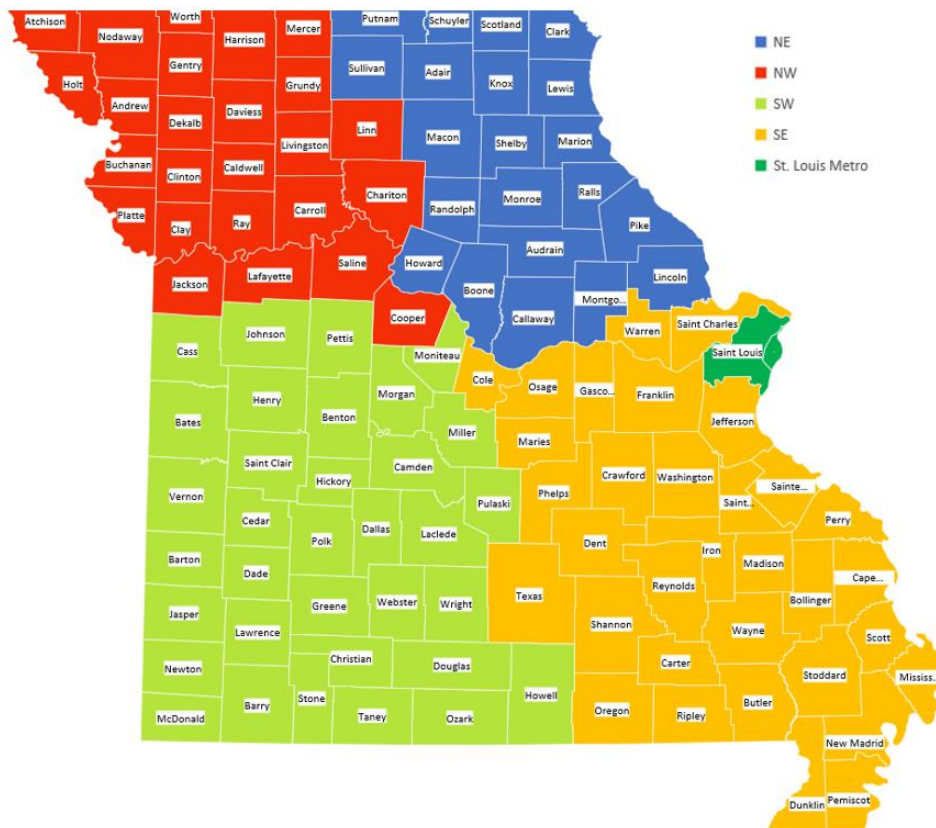 Atchison
Nodaway
Worth
Harrison
Mercer
Putnam
Schuyler
Scotland
Clark
NE
NW
SW
SE
St. Louis Metro
Holt
Gentry
Grundy
Sullivan
Adair
Knox
Lewis
Andrew
Dekalb
Daviess
Livingston
Linn
Macon
Shelby
Marion
Buchanan
Clinton
Caldwell
Chariton
Randolph
Monroe
Ralls
Platte
Clay
Ray
Carroll
Pike
Audrain
Jackson
Lafayette
Saline
Howard
Boone
Lincoln
Callaway
Montgo...
Cooper
Warren
Saint Charles
Cass
Johnson
Pettis
Moniteau
Saint Louis
Cole
Osage
Gasco...
Franklin
Bates
Henry
Benton
Morgan
Miller
Maries
Jefferson
Saint Clair
Hickory
Camden
Vernon
Pulaski
Phelps
Crawford
Washington
Saint...
Sainte...
Perry
Cedar
Polk
Dallas
Laclede
Dent
Iron
Madison
Cape...
Barton
Dade
Reynolds
Bollinger
Jasper
Greene
Webster
Wright
Texas
Lawrence
Shannon
Wayne
Scott
Newton
Christian
Douglas
Carter
Stoddard
Mississ...
McDonald
Barry
Stone
Taney
Ozark
Howell
Oregon
Ripley
Butler
New Madrid
Dunklin
Pemiscot